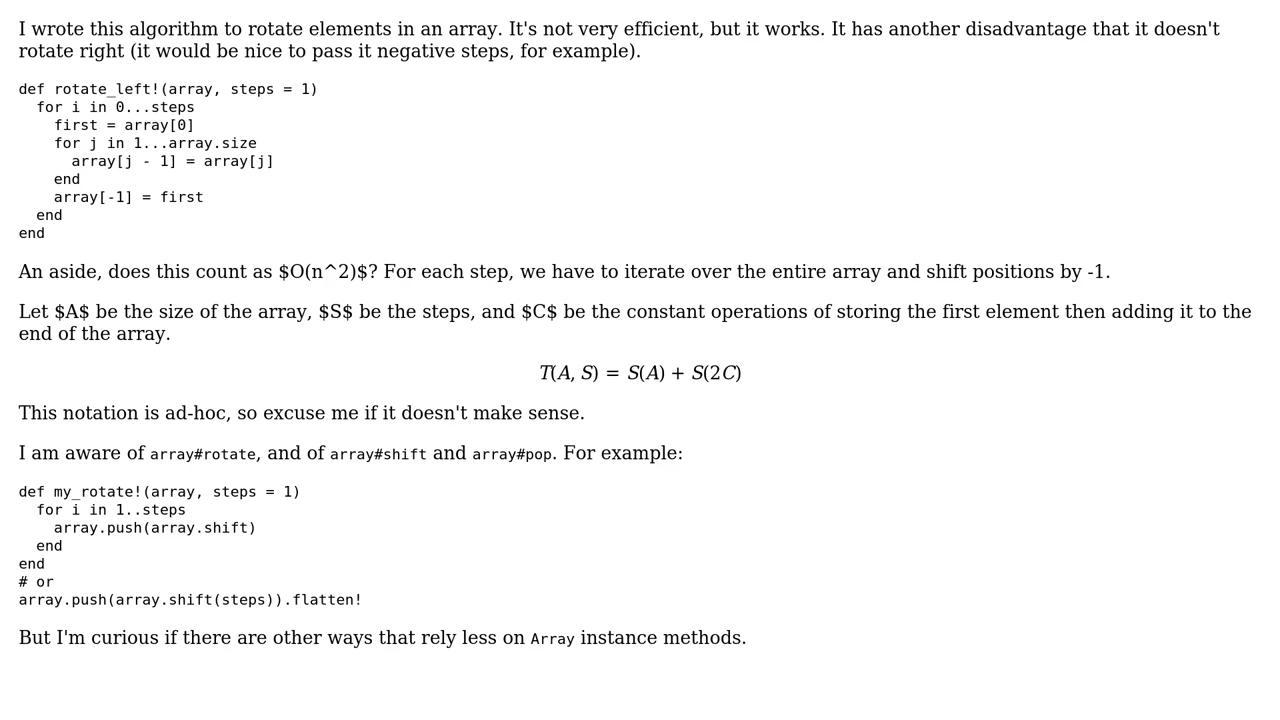 I wrote this algorithm to rotate elements in an array. It's not very efficient, but it works. It has another disadvantage that it doesn't
rotate right (it would be nice to pass it negative steps, for example).
def rotate_left!(array, steps = 1)
  for i in 0...steps
    first = array[0]
    for j in 1...array.size
      array[j - 1] = array[j]
    end
    array[-1] = first
  end
end
An aside, does this count as $O(n^2)$? For each step, we have to iterate over the entire array and shift positions by -1.
Let $A$ be the size of the array, $S$ be the steps, and $C$ be the constant operations of storing the first element then adding it to the
end of the array.
T(A, S) = S(A) + S(2C)
This notation is ad-hoc, so excuse me if it doesn't make sense.
I am aware of array#rotate, and of array#shift and array#pop. For example:
def my_rotate!(array, steps = 1)
  for i in 1..steps
    array.push(array.shift)
  end
end
# or
array.push(array.shift(steps)).flatten!
But I'm curious if there are other ways that rely less on Array instance methods.